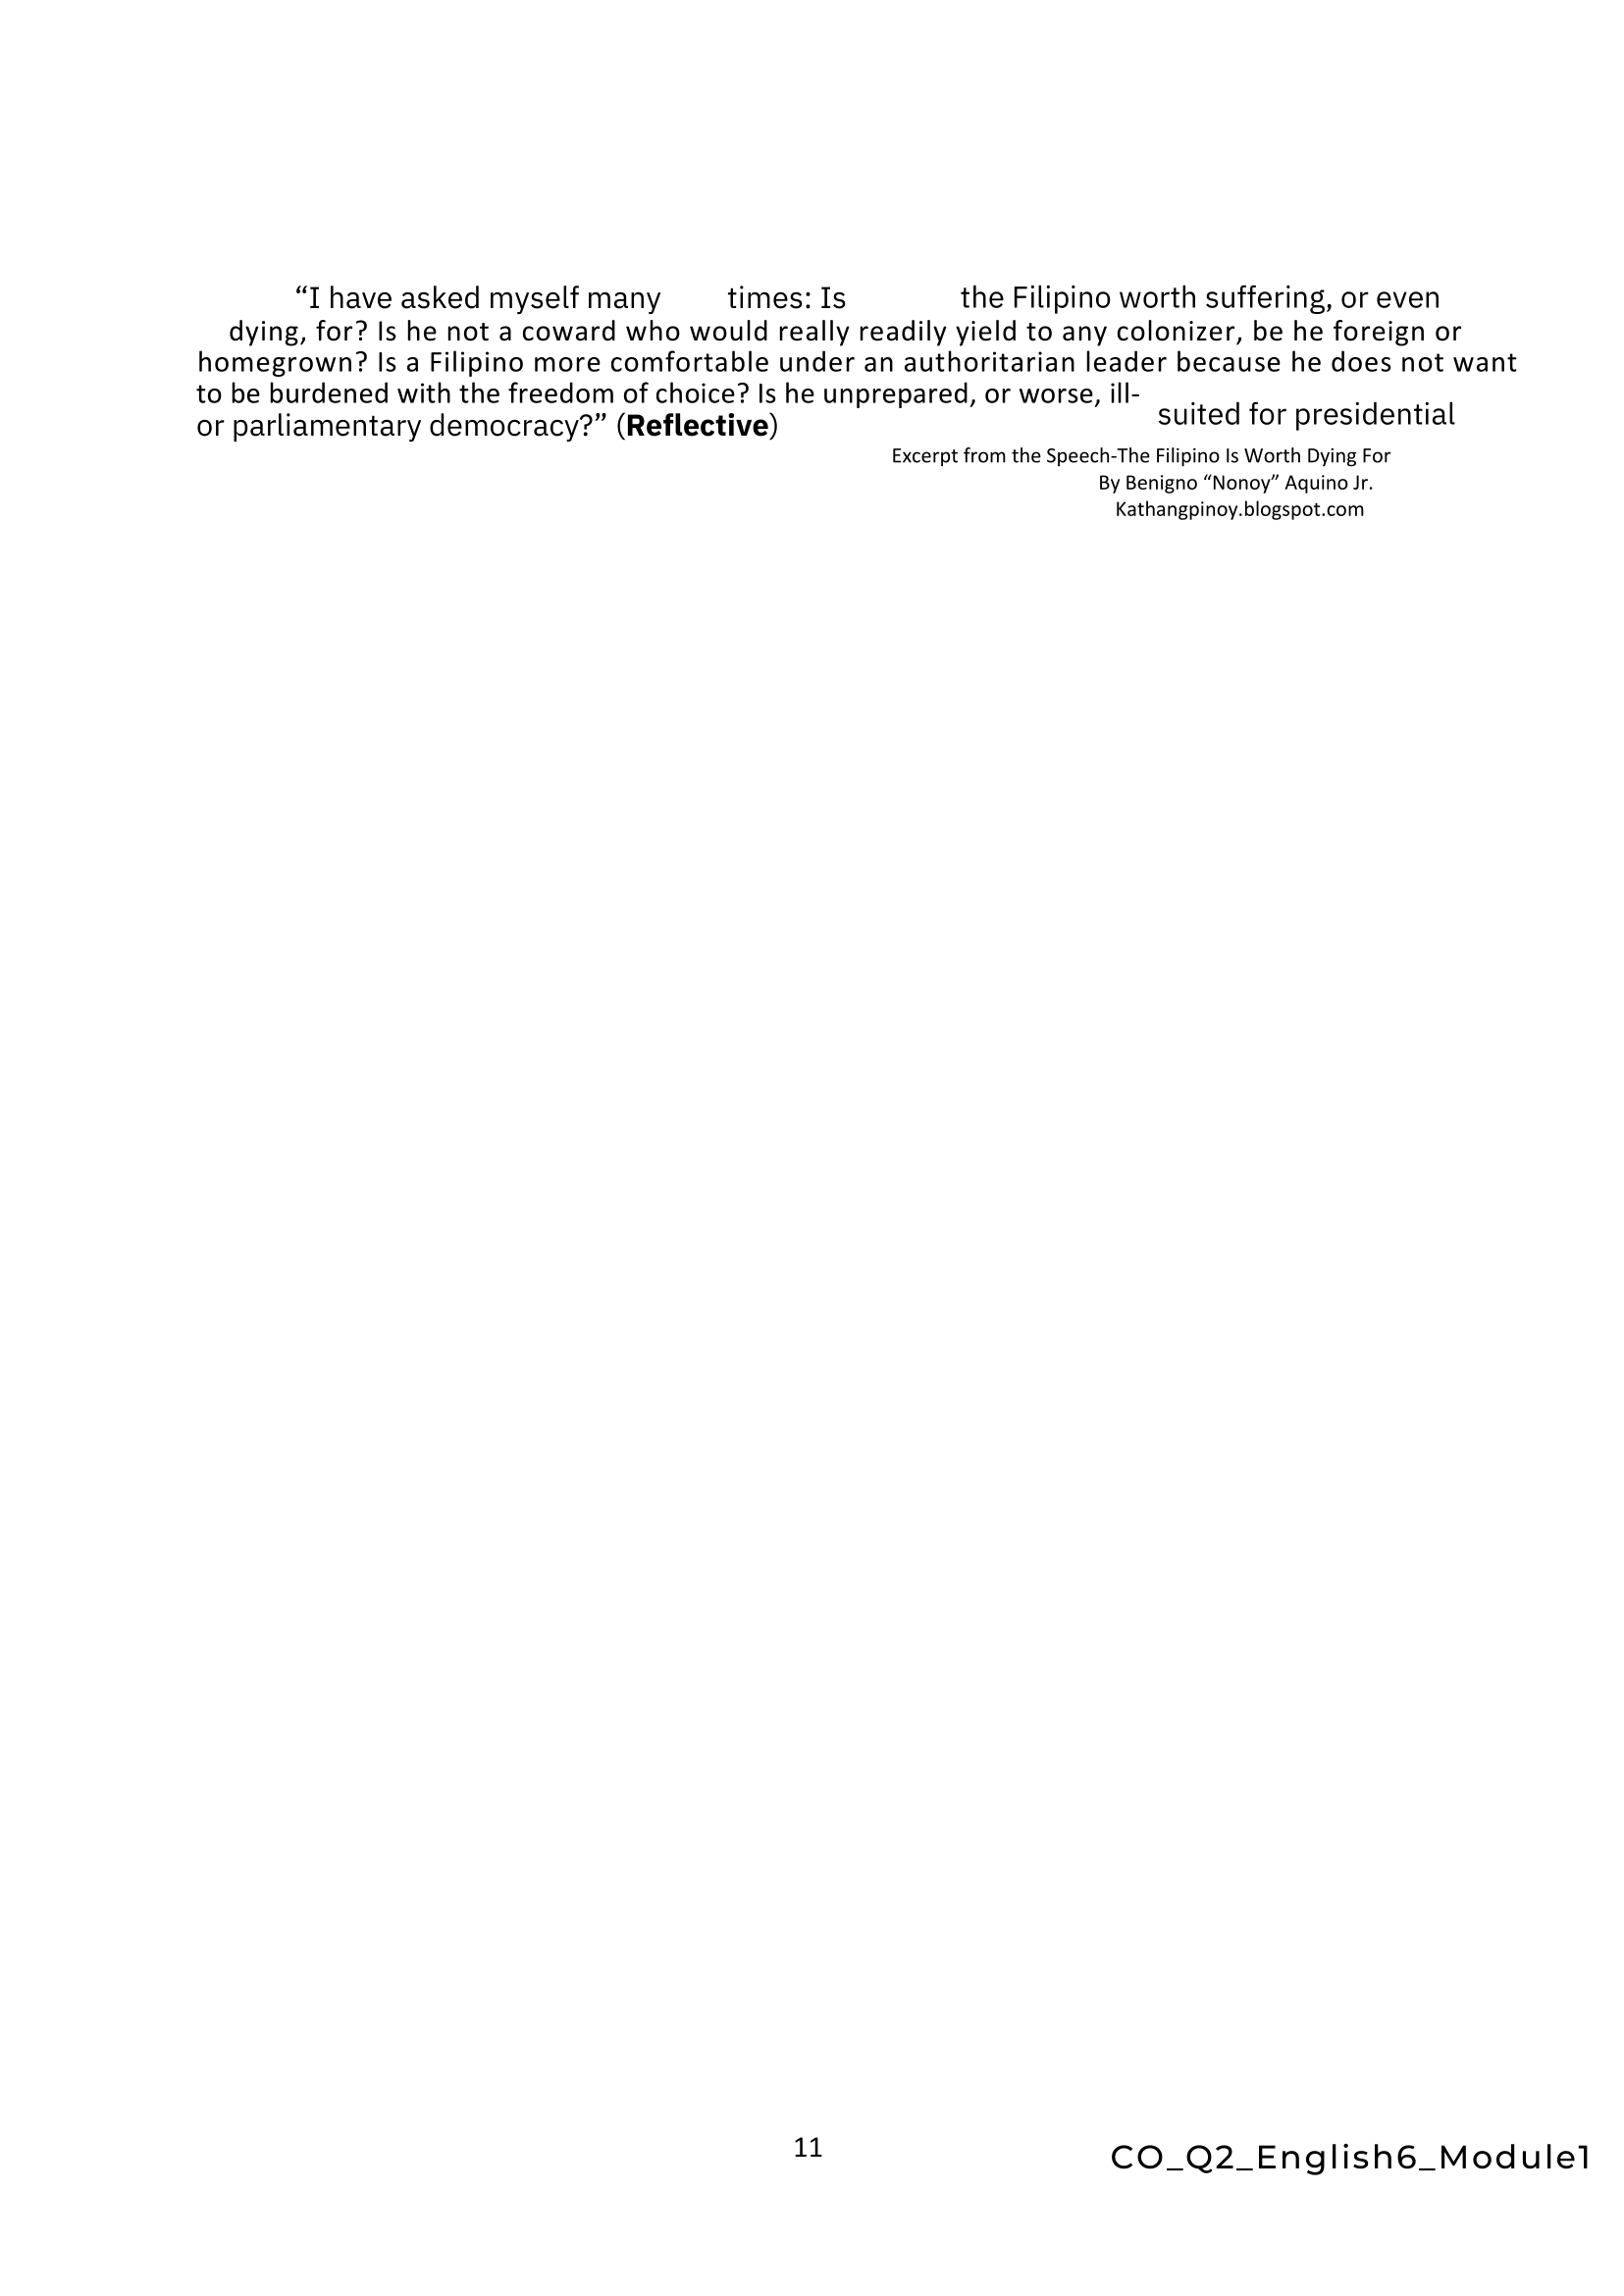 “I have asked myself many times: Is the Filipino worth suffering, or even
dying, for? Is he not a coward who would really readily yield to any colonizer, be he foreign or
homegrown? Is a Filipino more comfortable under an authoritarian leader because he does not want
to be burdened with the freedom of choice? Is he unprepared, or worse, ill-
suited for presidential
or parliamentary democracy?” (Reflective)
Excerpt from the Speech-The Filipino Is Worth Dying For
By Benigno “Nonoy” Aquino Jr.
Kathangpinoy.blogspot.com
11
CO_Q2_English6_Module1